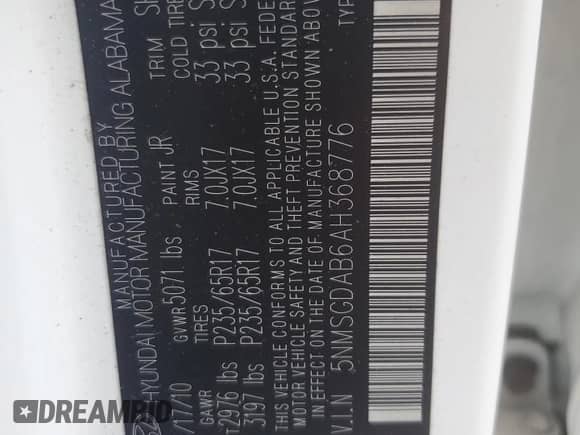 MANUFACTURED BY
HYUNDAI MOTOR MANUFACTURING ALABAMA
/17/10 GVWR 5071 lbs PAINT JR TRIM
GAWR TIRES RIMS COLD TIRE
T 2976 lbs P235/65R17 7.0JX17 33 psi
3197 lbs P235/65R17 7.0JX17 33 psi
THIS VEHICLE CONFORMS TO ALL APPLICABLE U.S.A. FEDE
MOTOR VEHICLE SAFETY AND THEFT PREVENTION STANDAR
IN EFFECT ON THE DATE OF MANUFACTURE SHOWN ABOVE
V.I.N 5NMSGDAB6AH368776 TYP
AMERIPIDSTER